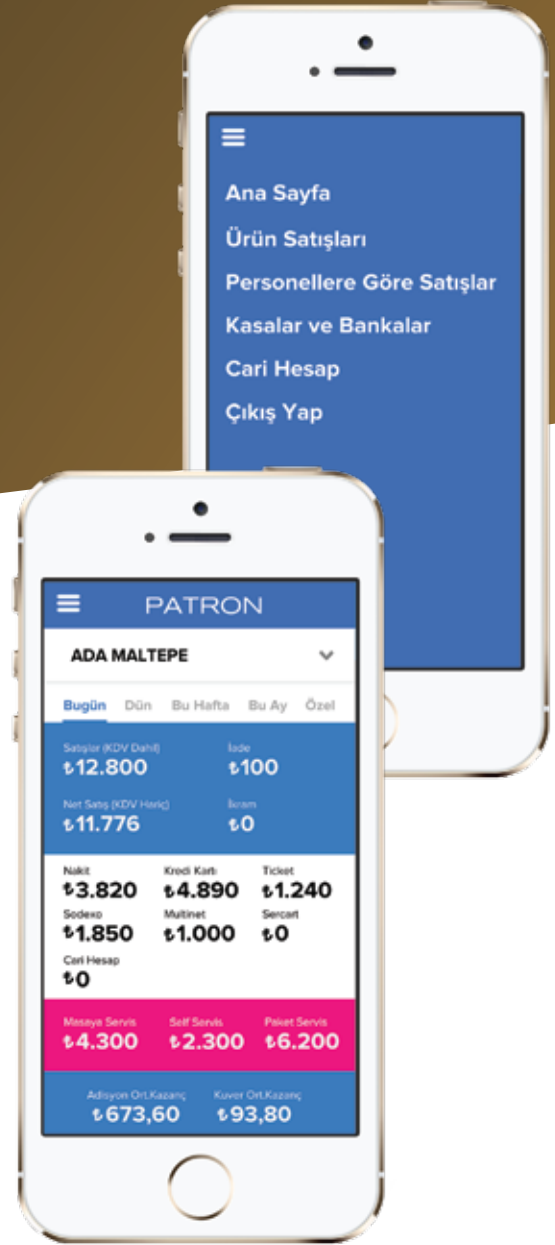 Ana Sayfa
Ürün Satışları
Personellere Göre Satışlar
Kasalar ve Bankalar
Cari Hesap
Çıkış Yap
PATRON
ADA MALTEPE
Bugün Dün Bu Hafta Bu Ay Özel
Satışlar (KDV Dahil) İade
₺12.800 ₺100
Net Satış (KDV Hariç) İkram
₺11.776 ₺0
Nakit Kredi Kartı Ticket
₺3.820 ₺4.890 ₺1.240
Sodexo Multinet Sercart
₺1.850 ₺1.000 ₺0
Cari Hesap
₺0
Masaya Servis Self Servis Paket Servis
₺4.300 ₺2.300 ₺6.200
Adisyon Ort.Kazanç Kuver Ort.Kazanç
₺673,60 ₺93,80